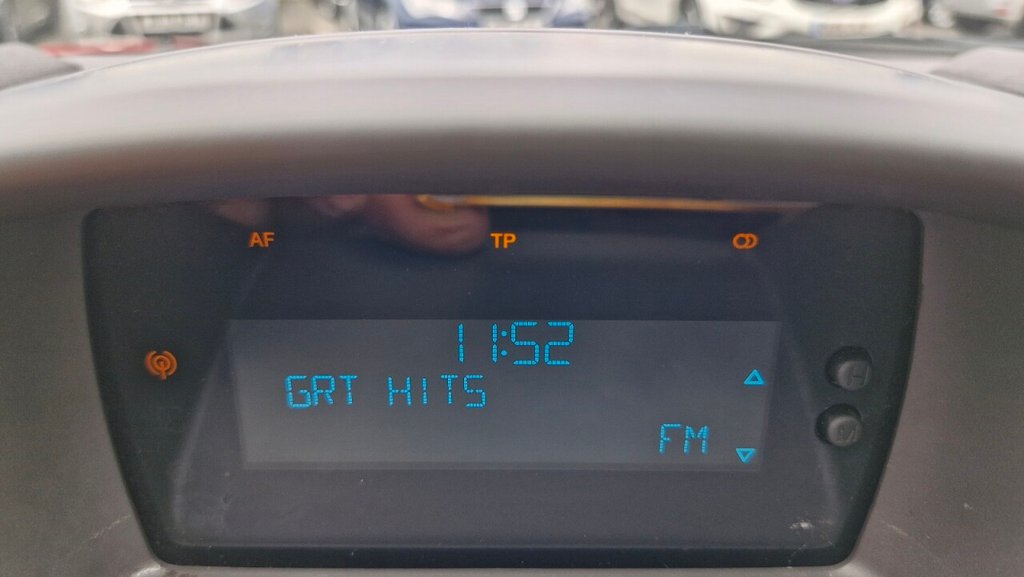 AF TP
11:52
GRT HITS
FM
H
M